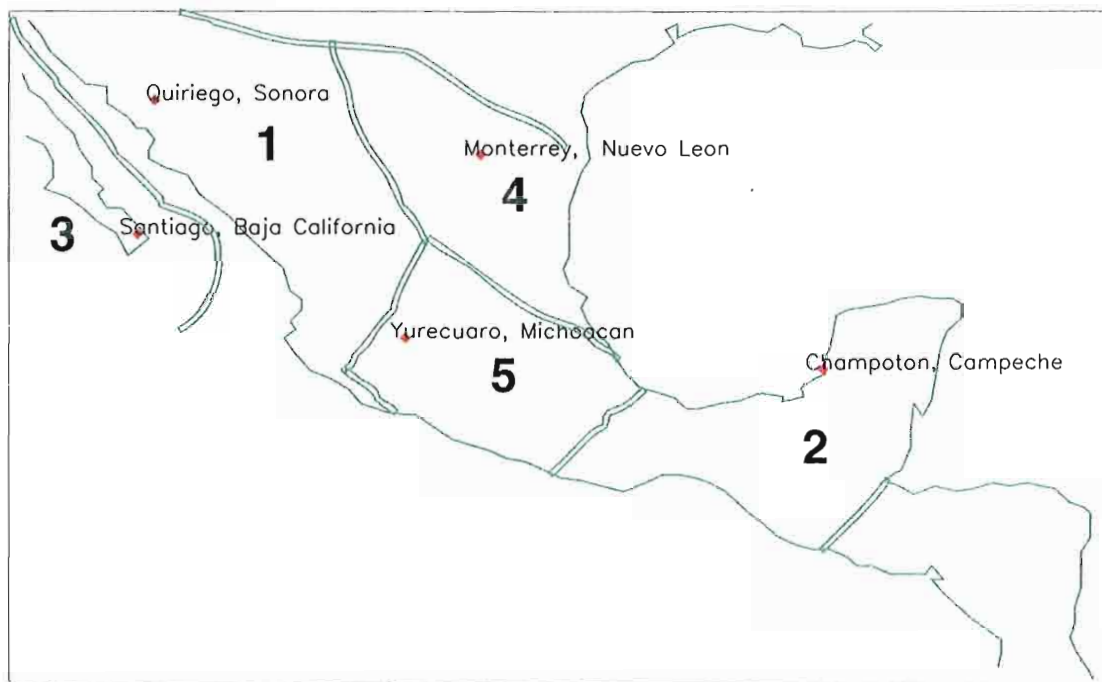 Quiriego, Sonora
1
Monterrey, Nuevo Leon
4
3
Santiago, Baja California
Yurecuaro, Michoacan
5
Champoton, Campeche
2